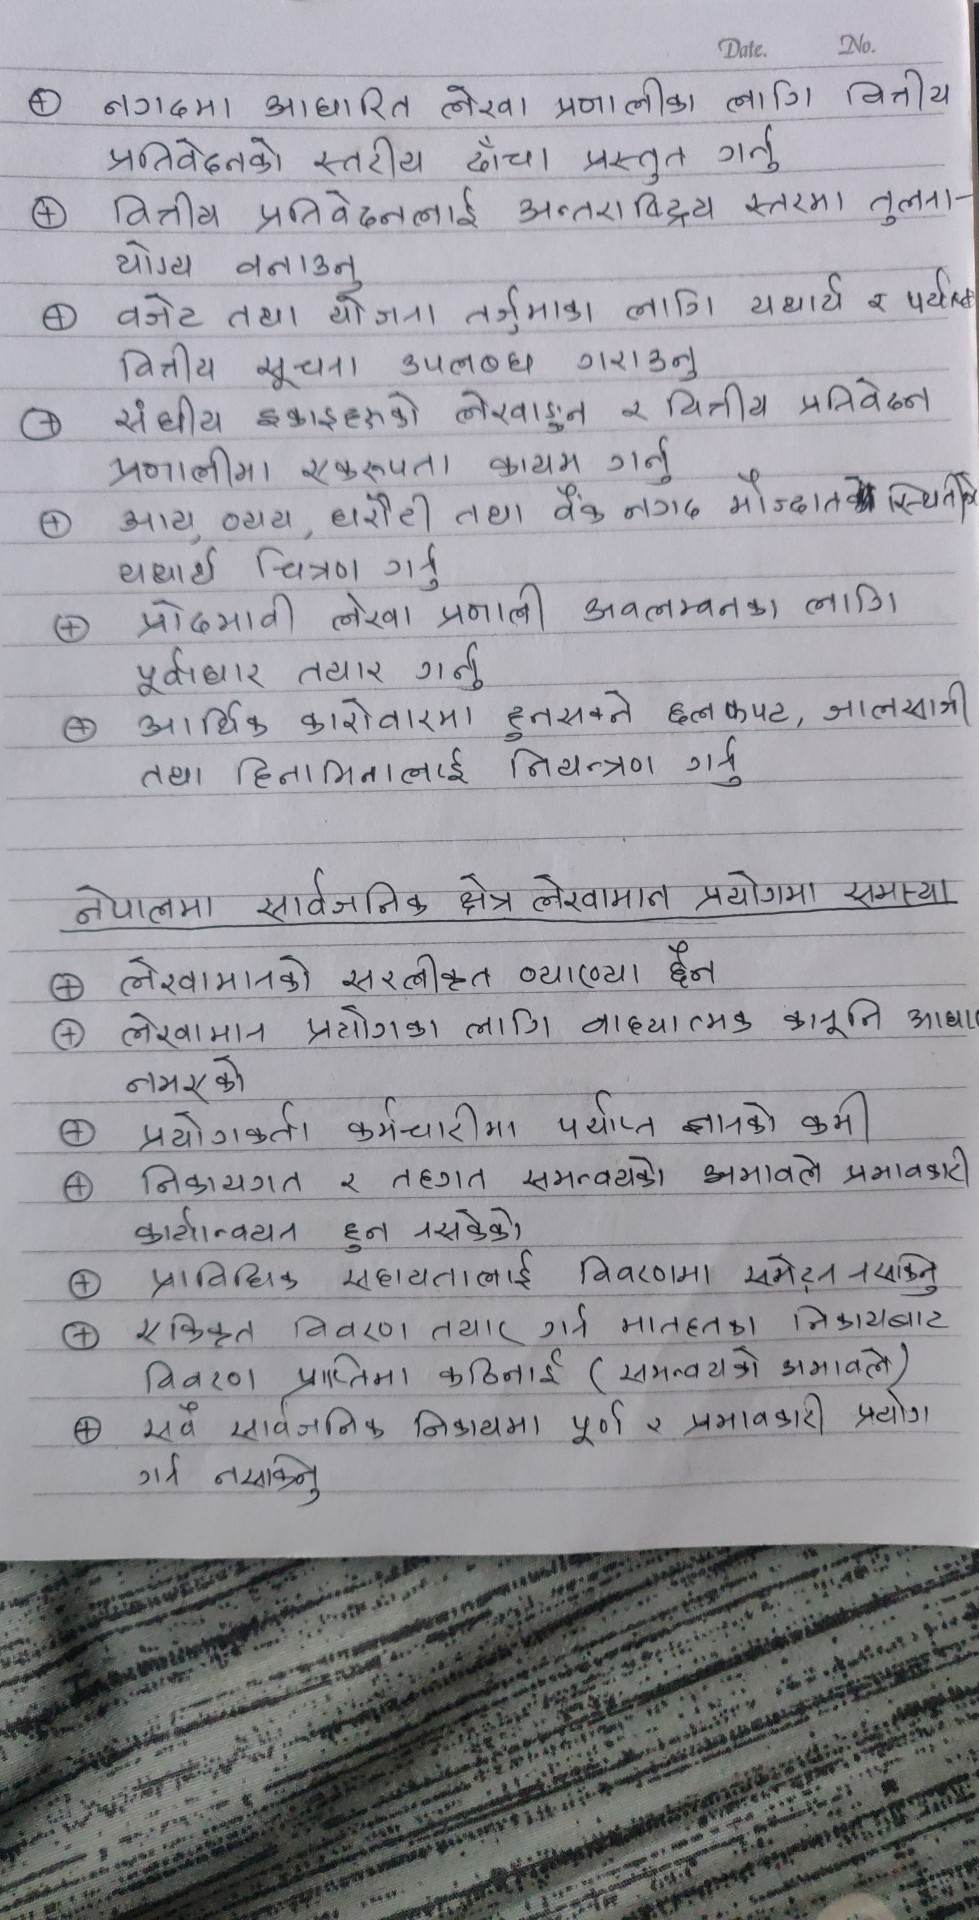 Date. No.
⊕ नगदमा आधारित लेखा प्रणालीका लागि वित्तीय
प्रतिवेदनको स्तरीय ढाँचा प्रस्तुत गर्नु
⊕ वित्तीय प्रतिवेदनलाई अन्तराष्ट्रिय स्तरमा तुलना-
योग्य वनाउनु
⊕ वजेट तथा योजना तर्जुमाका लागि यथार्थ र पर्याप्त
वित्तीय सूचना उपलब्ध गराउनु
⊕ संघीय इकाइहरुको लेखाङ्कन र वित्तीय प्रतिवेदन
प्रणालीमा एकरूपता कायम गर्नु
⊕ आय, व्यय, धरौटी तथा वैंक नगद मौज्दातको स्थितीको
यथार्थ चित्रण गर्नु
⊕ प्रोदभावी लेखा प्रणाली अवलम्वनका लागि
पूर्वाधार तयार गर्नु
⊕ आर्थिक कारोवारमा हुनसक्ने छलकपट, जालसाजी
तथा हिनामिनालाई नियन्त्रण गर्नु
नेपालमा सार्वजनिक क्षेत्र लेखामान प्रयोगमा समस्या
⊕ लेखामानको सरलीकृत व्याख्या छैन
⊕ लेखामान प्रयोगका लागि वाध्यात्मक कानूनि आधार
नभएको
⊕ प्रयोगकर्ता कर्मचारीमा पर्याप्त ज्ञानको कमी
⊕ निकायगत र तहगत समन्वयको अभावले प्रभावकारी
कार्यान्वयन हुन नसकेको
⊕ प्राविधिक सहायतालाई विवरणमा समेट्न नसकिनु
⊕ एकिकृत विवरण तयार गर्न मातहतका निकायबाट
विवरण प्राप्तिमा कठिनाई (समन्वयको अभावले)
⊕ सवै सार्वजनिक निकायमा पूर्ण र प्रभावकारी प्रयोग
गर्न नसकिनु